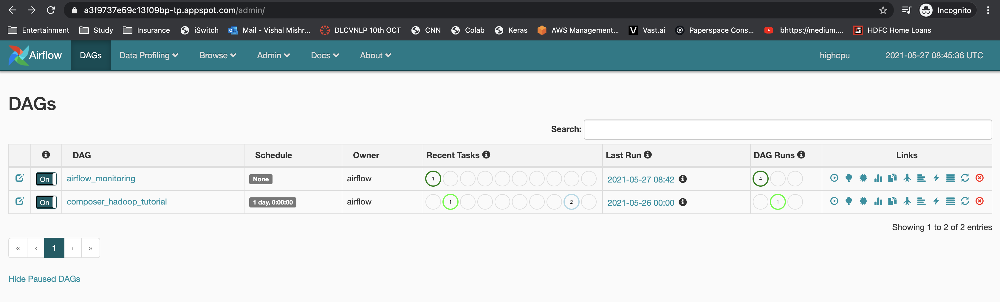 a3f9737e59c13f09bp-tp.appspot.com/admin/ Incognito
Entertainment Study Insurance iSwitch Mail - Vishal Mishr... DLCVNLP 10th OCT CNN Colab Keras AWS Management... Vast.ai Paperspace Cons... bhttps://medium.... HDFC Home Loans
Airflow DAGs Data Profiling Browse Admin Docs About highcpu 2021-05-27 08:45:36 UTC
DAGs
Search:
DAG Schedule Owner Recent Tasks Last Run DAG Runs Links
On airflow_monitoring None airflow 1 2021-05-27 08:42 4
On composer_hadoop_tutorial 1 day, 0:00:00 airflow 1 2 2021-05-26 00:00 1
Showing 1 to 2 of 2 entries
« ‹ 1 › »
Hide Paused DAGs